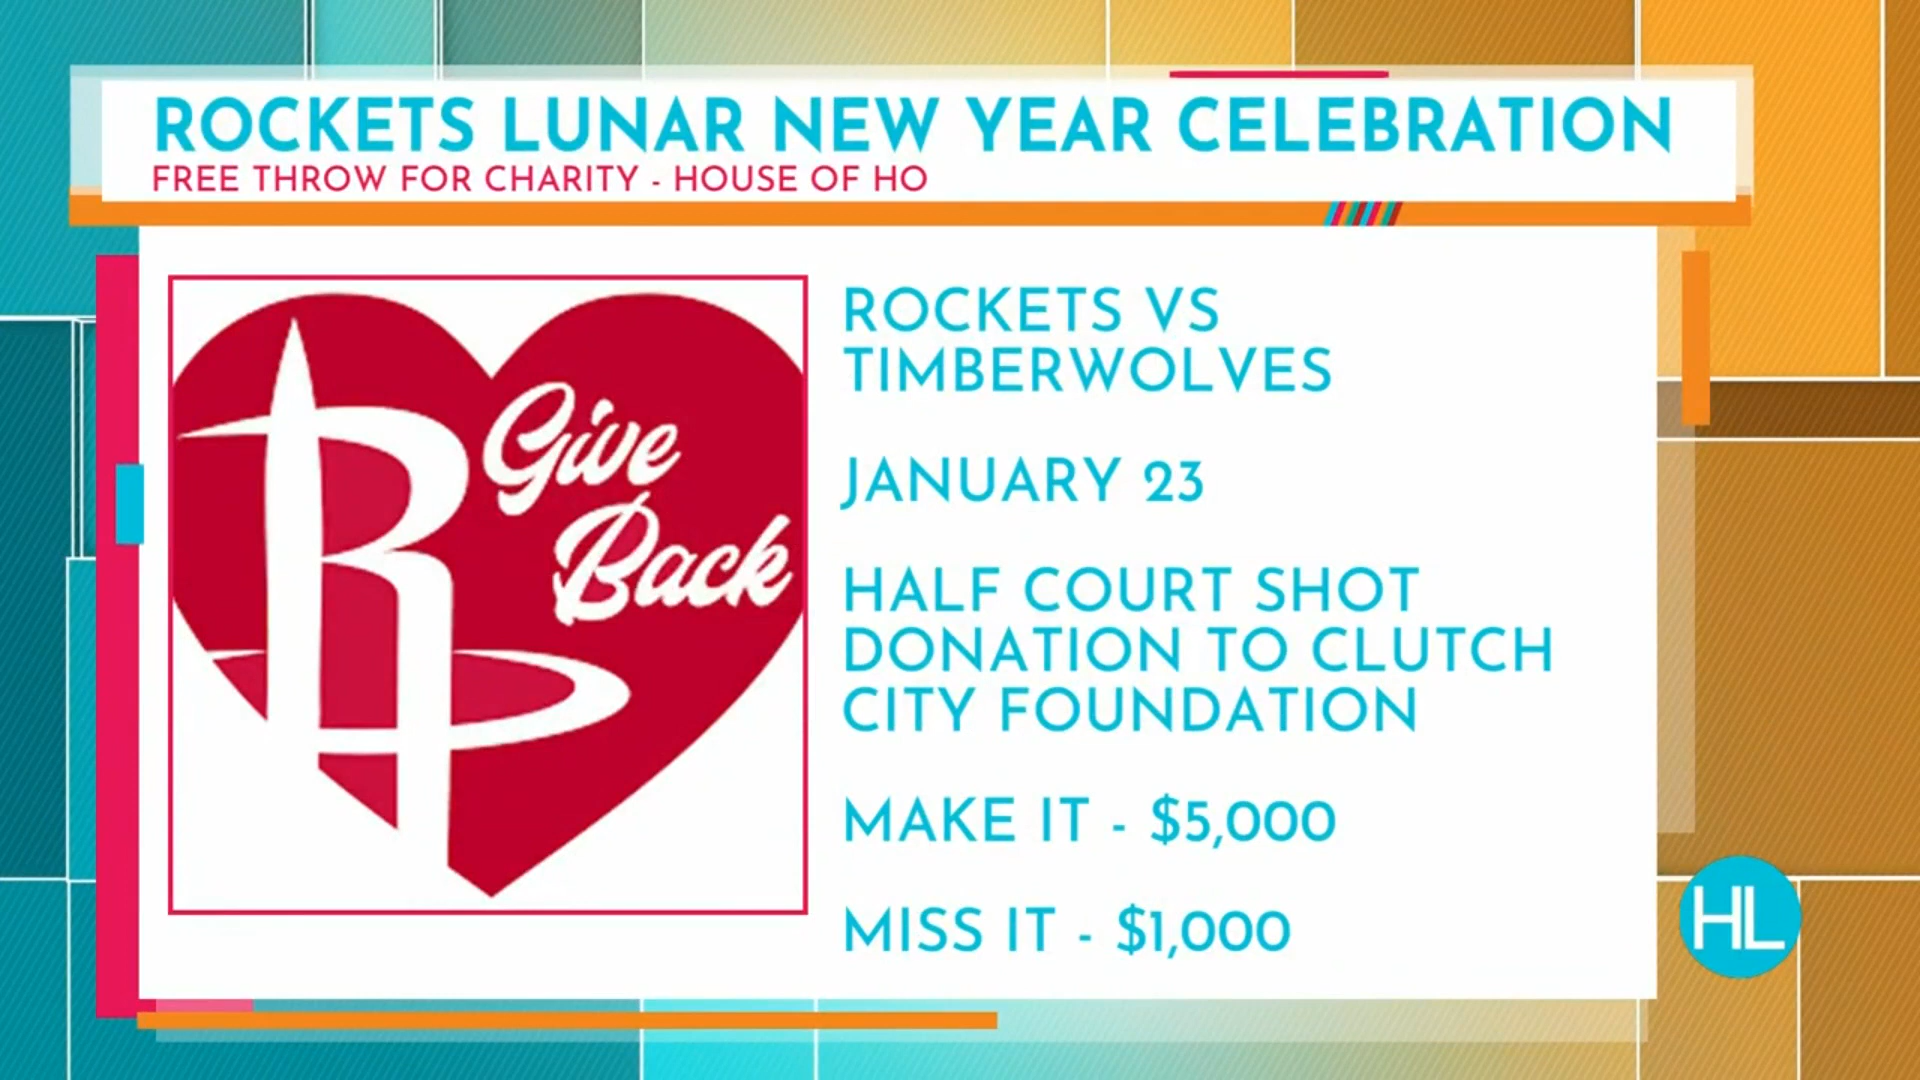 ROCKETS LUNAR NEW YEAR CELEBRATION
FREE THROW FOR CHARITY - HOUSE OF HO
R
Give
Back
ROCKETS VS
TIMBERWOLVES
JANUARY 23
HALF COURT SHOT
DONATION TO CLUTCH
CITY FOUNDATION
MAKE IT - $5,000
MISS IT - $1,000
HL